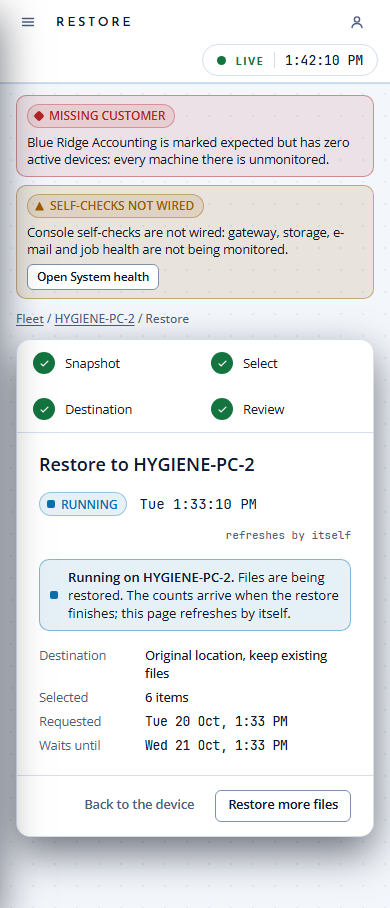 RESTORE
LIVE 1:42:10 PM
MISSING CUSTOMER
Blue Ridge Accounting is marked expected but has zero
active devices: every machine there is unmonitored.
SELF-CHECKS NOT WIRED
Console self-checks are not wired: gateway, storage, e-
mail and job health are not being monitored.
Open System health
Fleet / HYGIENE-PC-2 / Restore
Snapshot
Select
Destination
Review
Restore to HYGIENE-PC-2
RUNNING Tue 1:33:10 PM
refreshes by itself
Running on HYGIENE-PC-2. Files are being
restored. The counts arrive when the restore
finishes; this page refreshes by itself.
Destination Original location, keep existing
files
Selected 6 items
Requested Tue 20 Oct, 1:33 PM
Waits until Wed 21 Oct, 1:33 PM
Back to the device
Restore more files